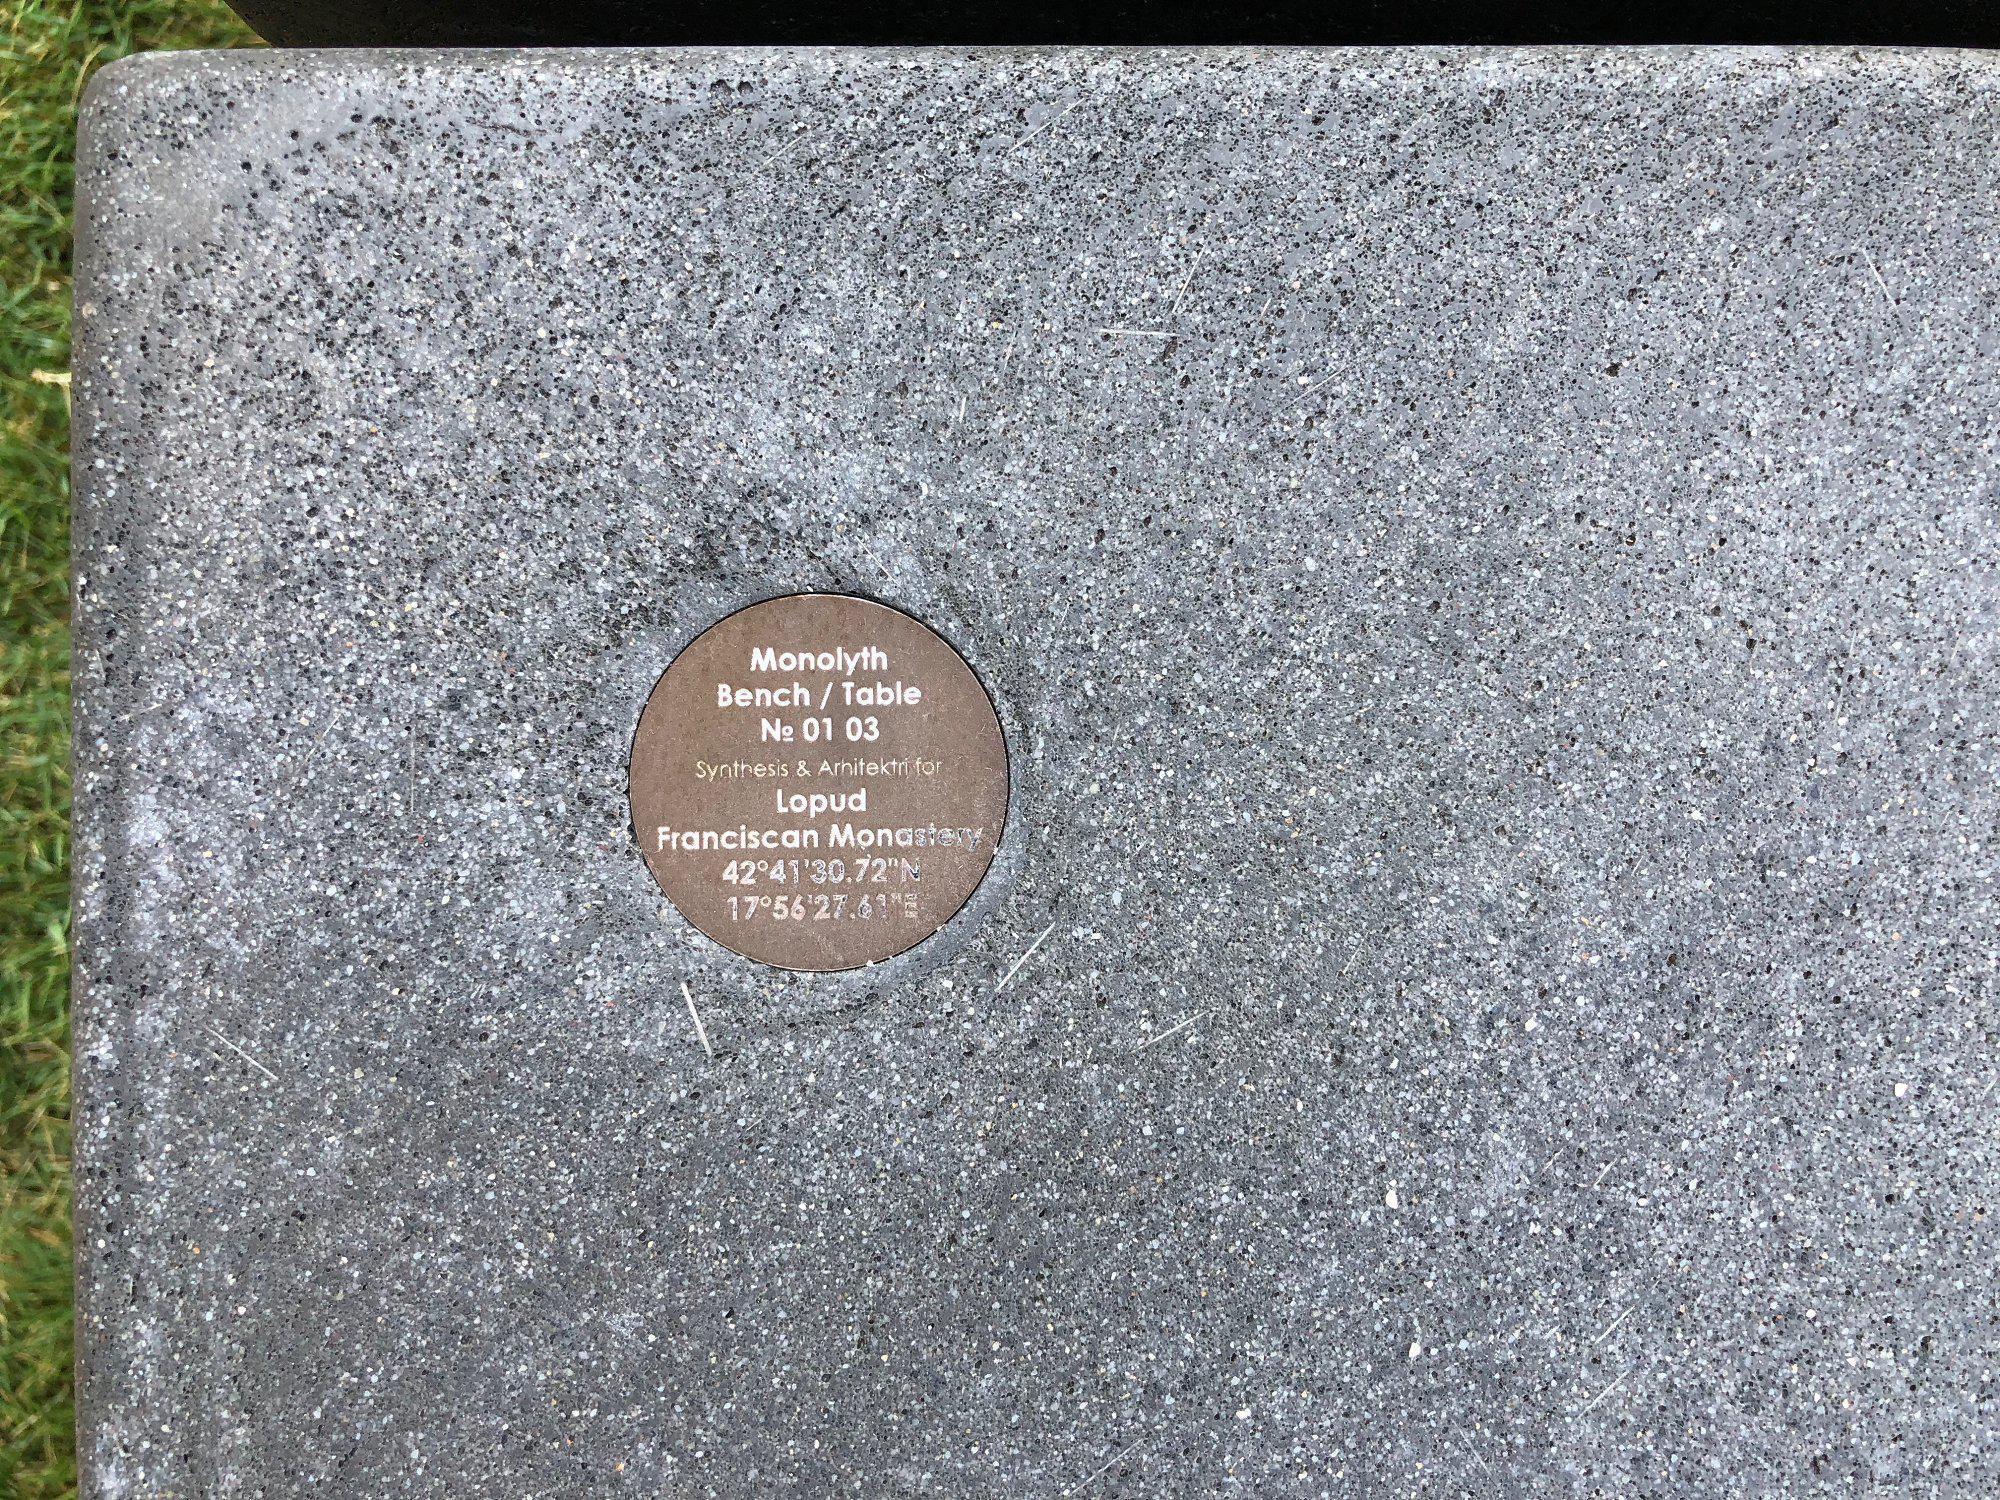 Monolyth
Bench / Table
№ 01 03
Synthesis & Arhitektri for
Lopud
Franciscan Monastery
42°41'30.72"N
17°56'27.61"E